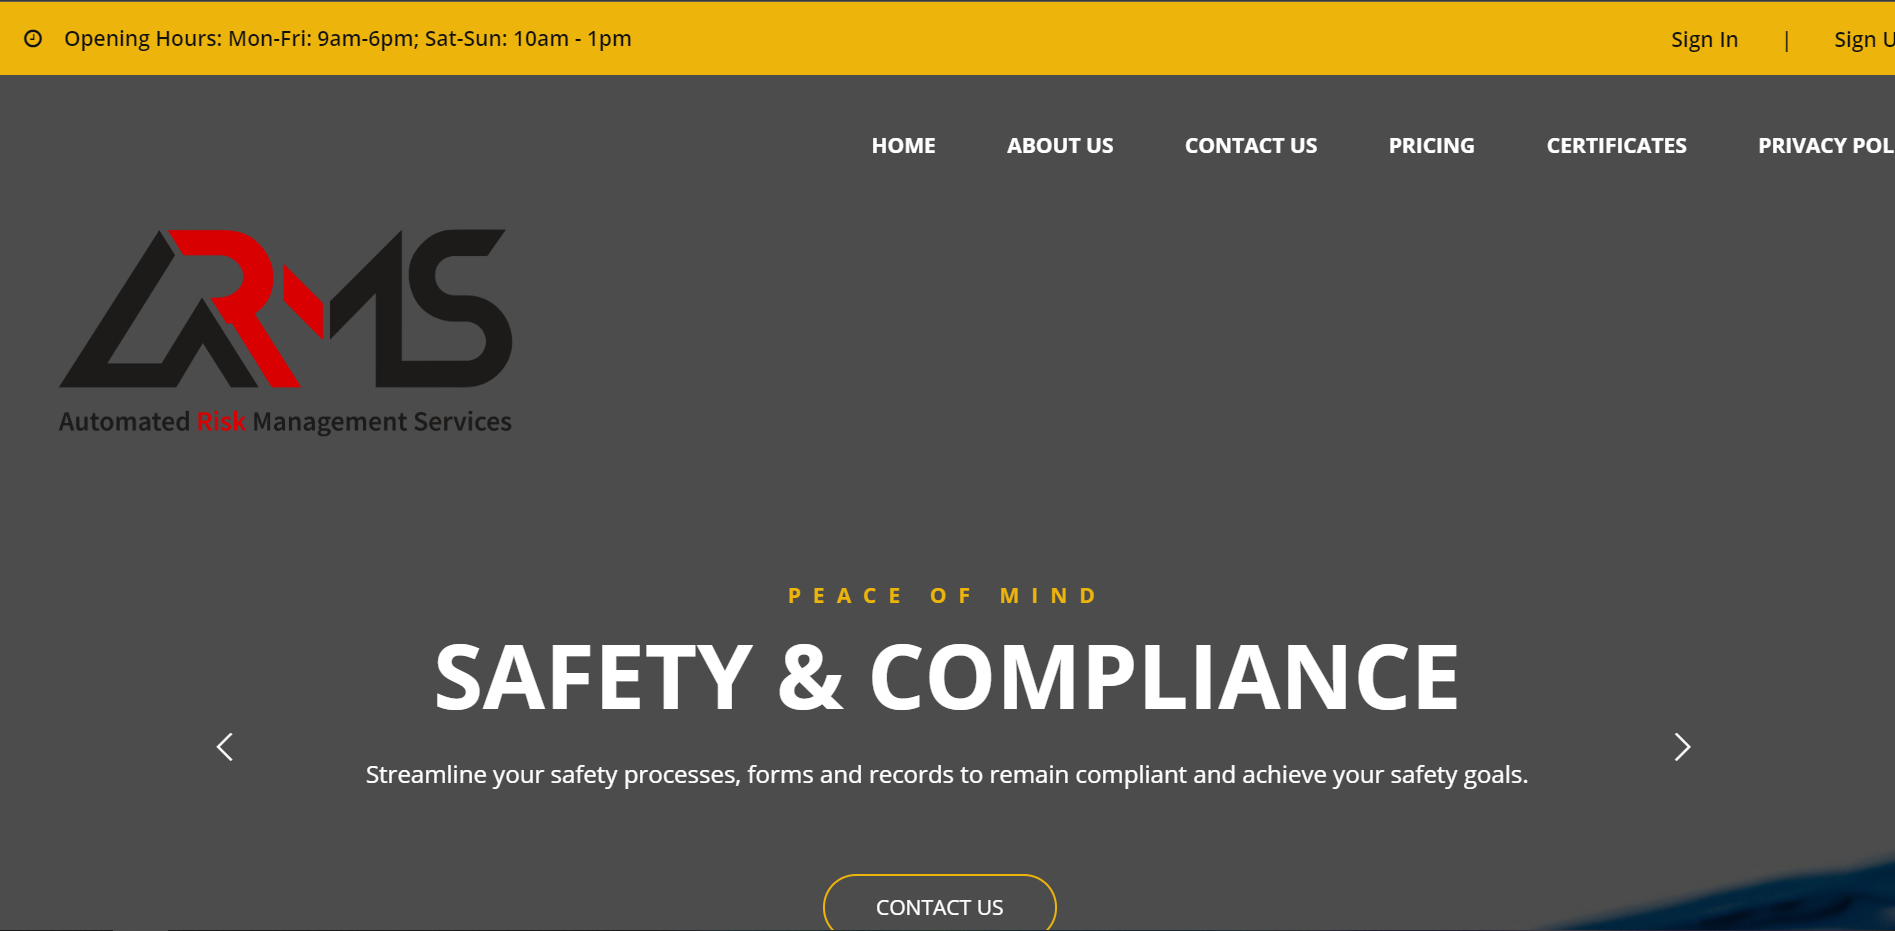 Opening Hours: Mon-Fri: 9am-6pm; Sat-Sun: 10am - 1pm
Sign In | Sign U
HOME ABOUT US CONTACT US PRICING CERTIFICATES PRIVACY POL
ARMS
Automated Risk Management Services
PEACE OF MIND
SAFETY & COMPLIANCE
Streamline your safety processes, forms and records to remain compliant and achieve your safety goals.
CONTACT US